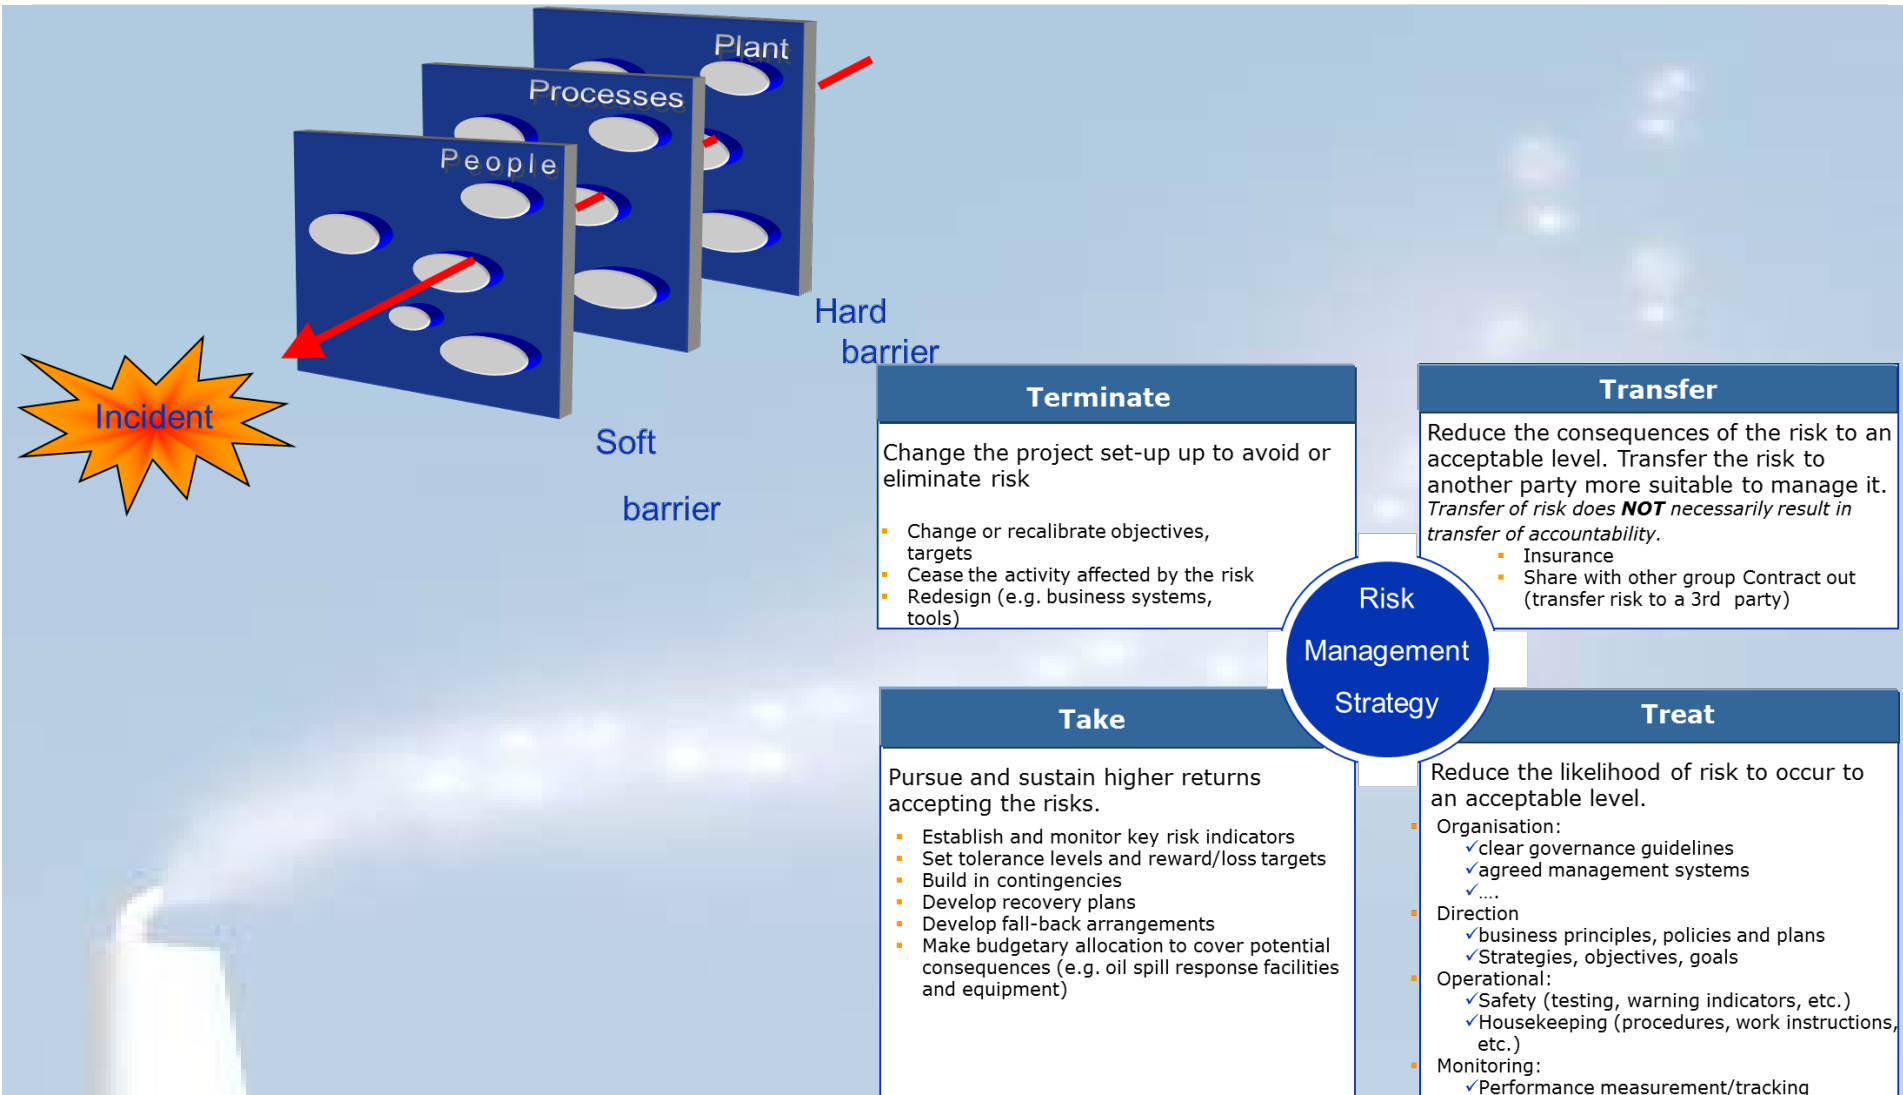 Plant
Processes
People
Hard
barrier
Incident
Soft
barrier
Terminate
Change the project set-up up to avoid or
eliminate risk
▪ Change or recalibrate objectives,
targets
▪ Cease the activity affected by the risk
▪ Redesign (e.g. business systems,
tools)
Transfer
Reduce the consequences of the risk to an
acceptable level. Transfer the risk to
another party more suitable to manage it.
Transfer of risk does NOT necessarily result in
transfer of accountability.
▪ Insurance
▪ Share with other group Contract out
(transfer risk to a 3rd party)
Risk
Management
Strategy
Take
Pursue and sustain higher returns
accepting the risks.
▪ Establish and monitor key risk indicators
▪ Set tolerance levels and reward/loss targets
▪ Build in contingencies
▪ Develop recovery plans
▪ Develop fall-back arrangements
▪ Make budgetary allocation to cover potential
consequences (e.g. oil spill response facilities
and equipment)
Treat
Reduce the likelihood of risk to occur to
an acceptable level.
▪ Organisation:
✓clear governance guidelines
✓agreed management systems
✓….
▪ Direction
✓business principles, policies and plans
✓Strategies, objectives, goals
▪ Operational:
✓Safety (testing, warning indicators, etc.)
✓Housekeeping (procedures, work instructions,
etc.)
▪ Monitoring:
✓Performance measurement/tracking